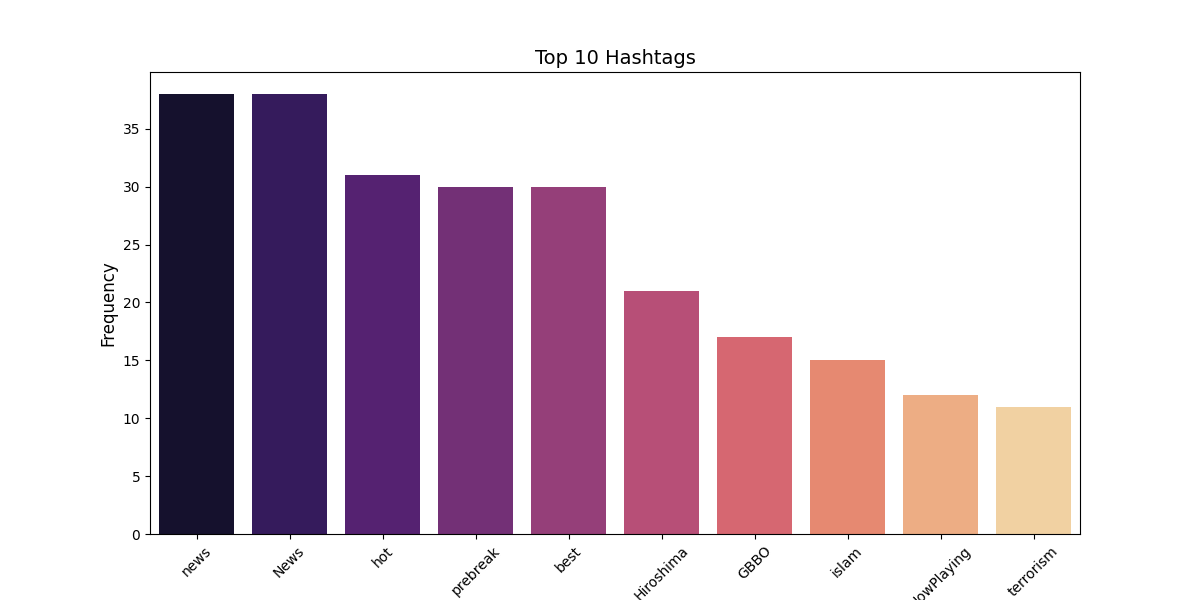 Top 10 Hashtags
Frequency
35
30
25
20
15
10
5
0
news
News
hot
prebreak
best
Hiroshima
GBBO
islam
lowPlaying
terrorism